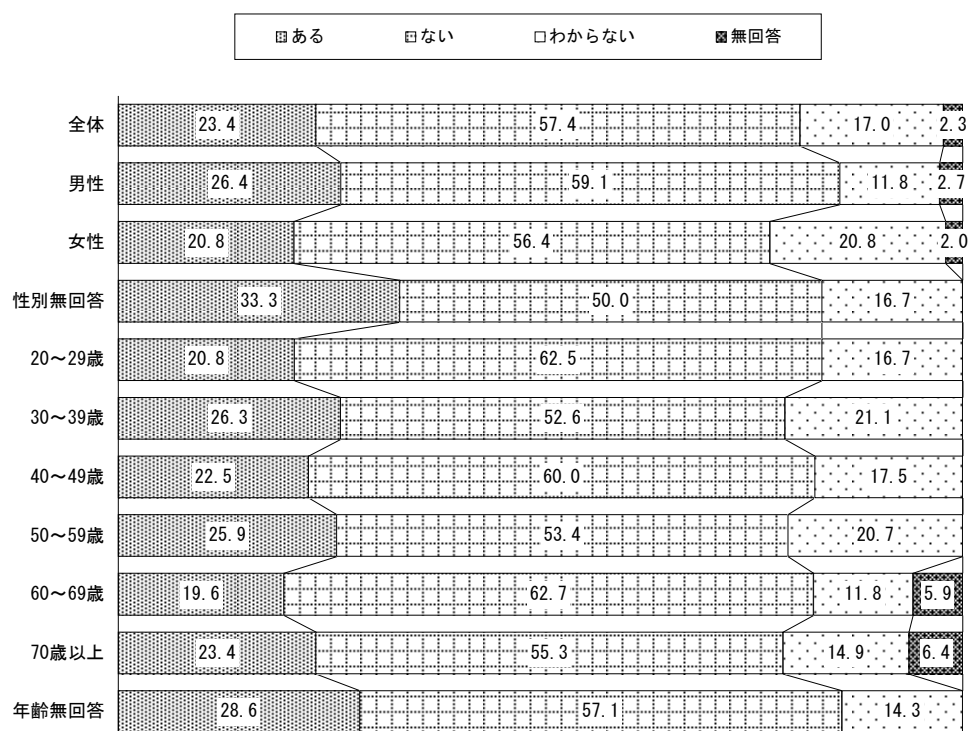 ある ない わからない 無回答
全体 23.4 57.4 17.0 2.3
男性 26.4 59.1 11.8 2.7
女性 20.8 56.4 20.8 2.0
性別無回答 33.3 50.0 16.7
20～29歳 20.8 62.5 16.7
30～39歳 26.3 52.6 21.1
40～49歳 22.5 60.0 17.5
50～59歳 25.9 53.4 20.7
60～69歳 19.6 62.7 11.8 5.9
70歳以上 23.4 55.3 14.9 6.4
年齢無回答 28.6 57.1 14.3